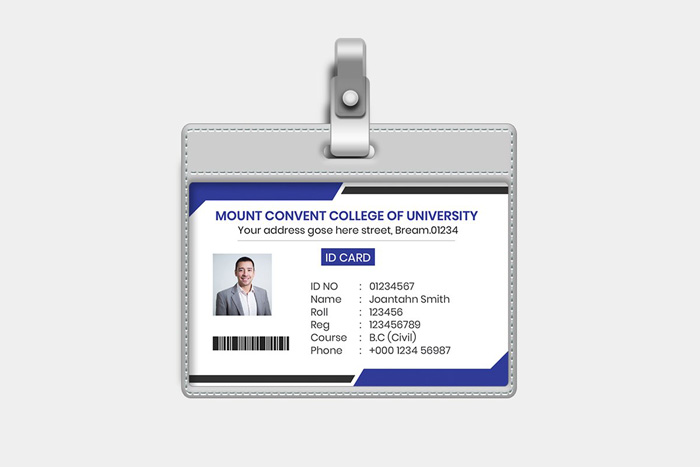 MOUNT CONVENT COLLEGE OF UNIVERSITY
Your address gose here street, Bream.01234
ID CARD
ID NO : 01234567
Name : Joantahn Smith
Roll : 123456
Reg : 123456789
Course : B.C (Civil)
Phone : +000 1234 56987